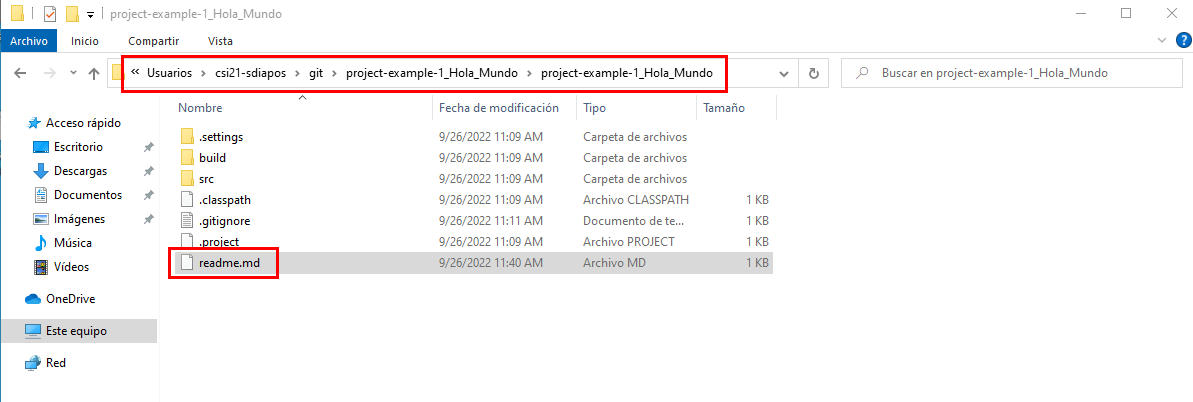 project-example-1_Hola_Mundo
Archivo Inicio Compartir Vista
« Usuarios > csi21-sdiapos > git > project-example-1_Hola_Mundo > project-example-1_Hola_Mundo
Buscar en project-example-1_Hola_Mundo
Nombre Fecha de modificación Tipo Tamaño
Acceso rápido
Escritorio
Descargas
Documentos
Imágenes
Música
Vídeos
OneDrive
Este equipo
Red
.settings 9/26/2022 11:09 AM Carpeta de archivos
build 9/26/2022 11:09 AM Carpeta de archivos
src 9/26/2022 11:09 AM Carpeta de archivos
.classpath 9/26/2022 11:09 AM Archivo CLASSPATH 1 KB
.gitignore 9/26/2022 11:11 AM Documento de te... 1 KB
.project 9/26/2022 11:09 AM Archivo PROJECT 1 KB
readme.md 9/26/2022 11:40 AM Archivo MD 1 KB